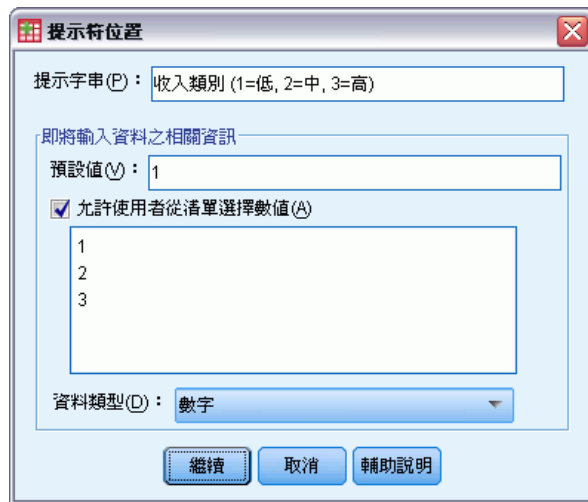 提示符位置
提示字串(P)：收入類別 (1=低, 2=中, 3=高)
即將輸入資料之相關資訊
預設值(V)：1
允許使用者從清單選擇數值(A)
1
2
3
資料類型(D)：數字
繼續 取消 輔助說明